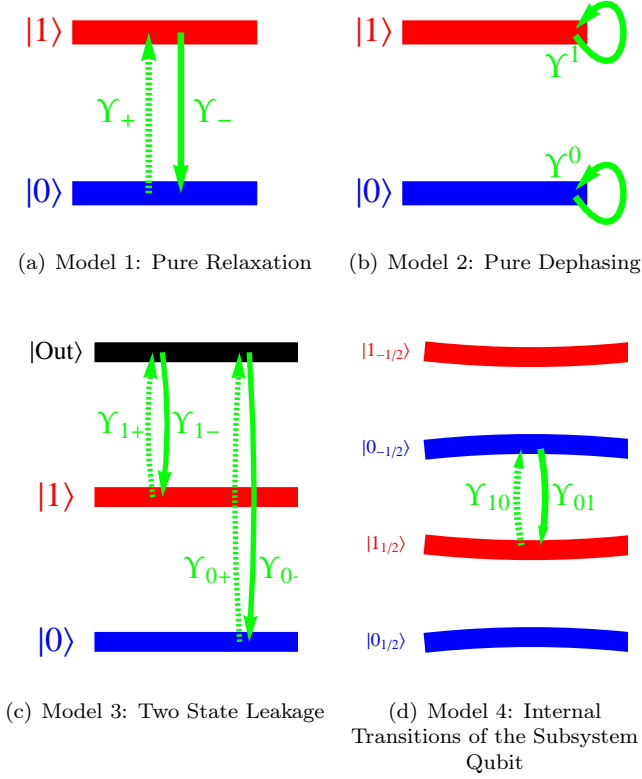 |1⟩
ϒ₊ ϒ₋
|0⟩
(a) Model 1: Pure Relaxation
|1⟩
ϒ¹
ϒ⁰
|0⟩
(b) Model 2: Pure Dephasing
|Out⟩
ϒ₁₊ ϒ₁₋
|1⟩
ϒ₀₊ ϒ₀₋
|0⟩
(c) Model 3: Two State Leakage
|1₋₁/₂⟩
|0₋₁/₂⟩
ϒ₁₀ ϒ₀₁
|1₁/₂⟩
|0₁/₂⟩
(d) Model 4: Internal
Transitions of the Subsystem
Qubit